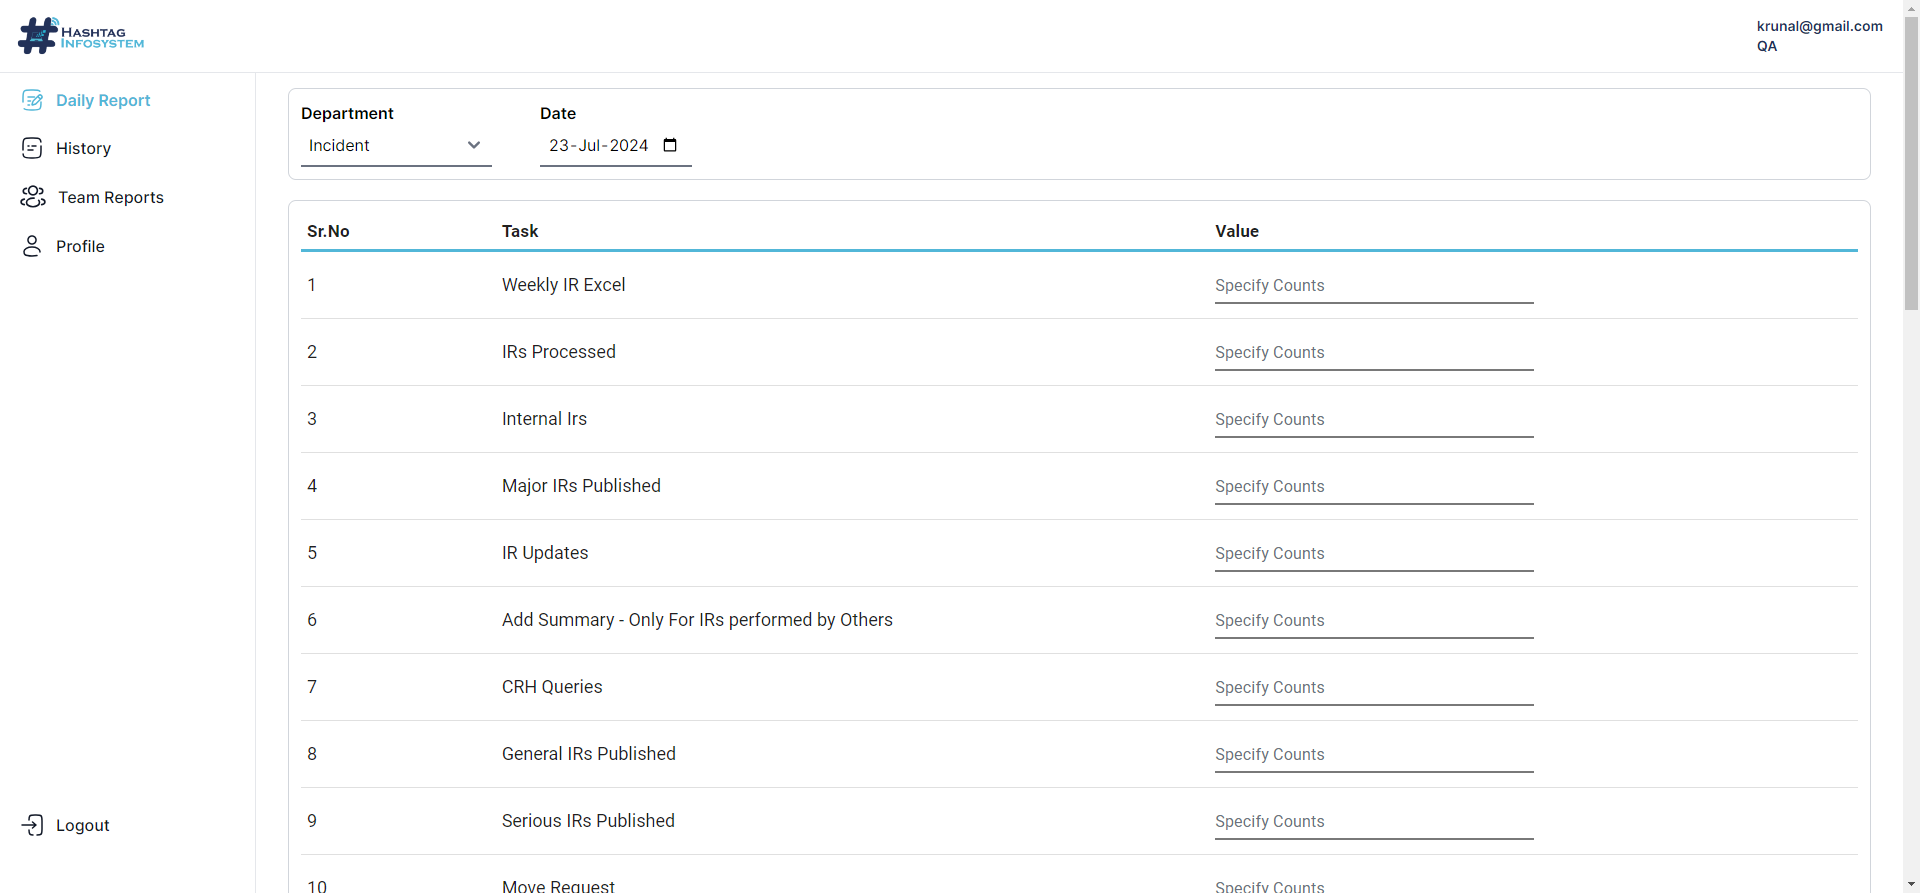 HASHTAG
INFOSYSTEM
krunal@gmail.com
QA
Daily Report
History
Team Reports
Profile
Logout
Department Date
Incident 23-Jul-2024
Sr.No Task Value
1 Weekly IR Excel Specify Counts
2 IRs Processed Specify Counts
3 Internal Irs Specify Counts
4 Major IRs Published Specify Counts
5 IR Updates Specify Counts
6 Add Summary - Only For IRs performed by Others Specify Counts
7 CRH Queries Specify Counts
8 General IRs Published Specify Counts
9 Serious IRs Published Specify Counts
10 Move Request Specify Counts